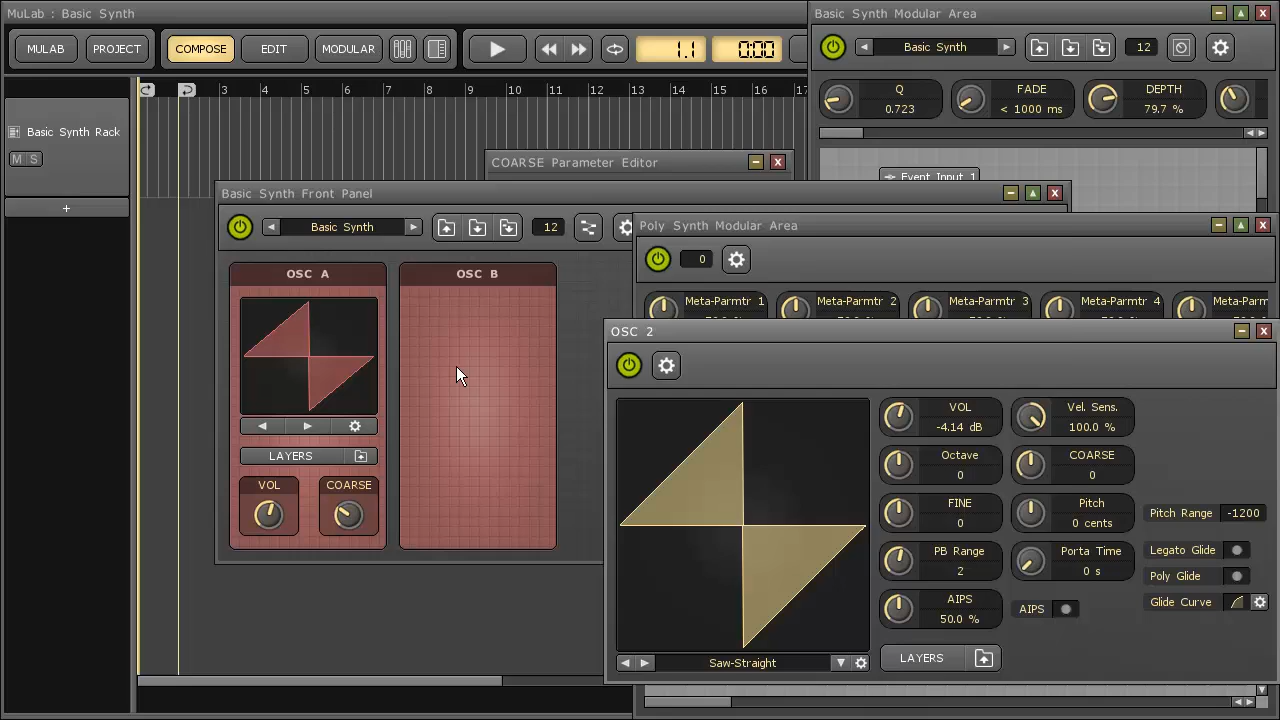 MuLab : Basic Synth
Basic Synth Modular Area
MULAB
PROJECT
COMPOSE
EDIT
MODULAR
1.1
0:00
Basic Synth
12
Q
0.723
FADE
< 1000 ms
DEPTH
79.7 %
3 4 5 6 7 8 9 10 11 12 13 14 15 16 17
Basic Synth Rack
M S
+
COARSE Parameter Editor
Event Input 1
Basic Synth Front Panel
Basic Synth
12
Poly Synth Modular Area
0
OSC A
OSC B
Meta-Parmtr 1
Meta-Parmtr 2
Meta-Parmtr 3
Meta-Parmtr 4
Meta-Parm
OSC 2
LAYERS
VOL
COARSE
VOL
-4.14 dB
Vel. Sens.
100.0 %
Octave
0
COARSE
0
FINE
0
Pitch
0 cents
Pitch Range -1200
PB Range
2
Porta Time
0 s
Legato Glide
Poly Glide
AIPS
50.0 %
AIPS
Glide Curve
Saw-Straight
LAYERS